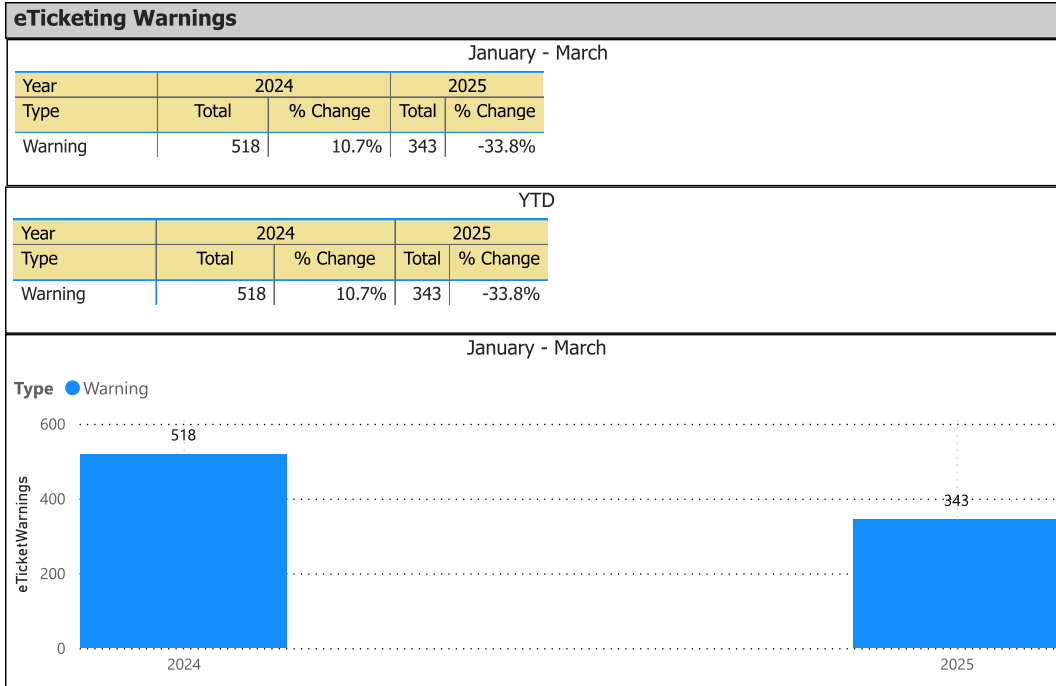 eTicketing Warnings
January - March
Year 2024 2025
Type Total % Change Total % Change
Warning 518 10.7% 343 -33.8%
YTD
Year 2024 2025
Type Total % Change Total % Change
Warning 518 10.7% 343 -33.8%
January - March
Type Warning
eTicketWarnings
600
518
400
343
200
0
2024 2025